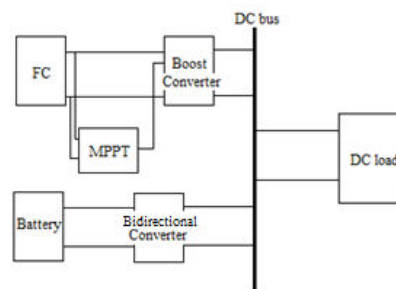 DC bus
FC
Boost
Converter
MPPT
DC load
Battery
Bidirectional
Converter